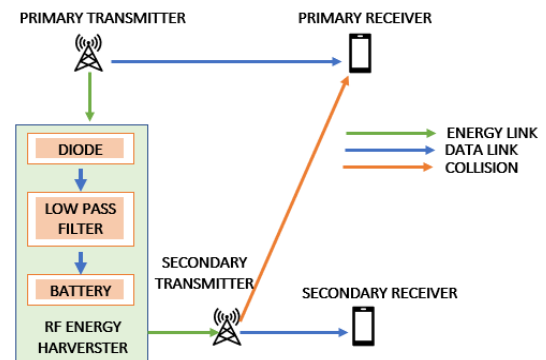 PRIMARY TRANSMITTER
PRIMARY RECEIVER
ENERGY LINK
DATA LINK
COLLISION
DIODE
LOW PASS
FILTER
BATTERY
RF ENERGY
HARVERSTER
SECONDARY
TRANSMITTER
SECONDARY RECEIVER